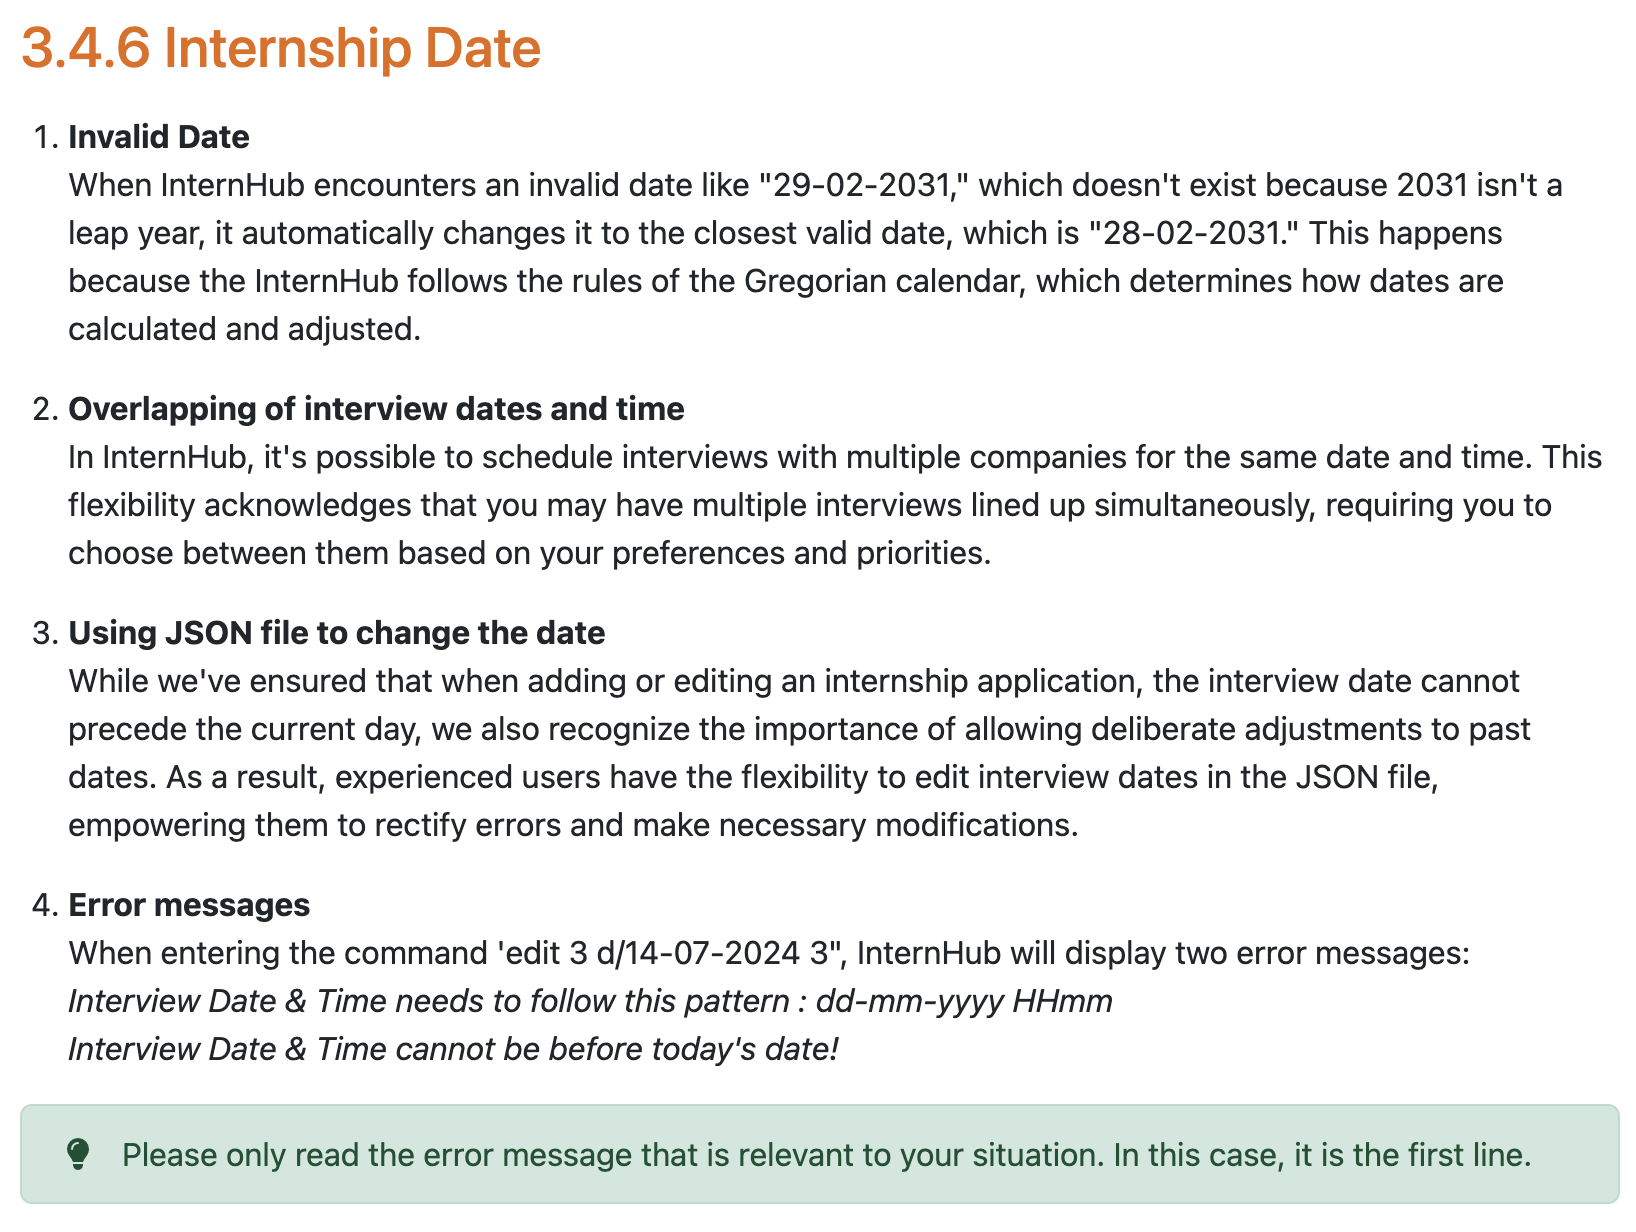 3.4.6 Internship Date
1. Invalid Date
When InternHub encounters an invalid date like "29-02-2031," which doesn't exist because 2031 isn't a
leap year, it automatically changes it to the closest valid date, which is "28-02-2031." This happens
because the InternHub follows the rules of the Gregorian calendar, which determines how dates are
calculated and adjusted.
2. Overlapping of interview dates and time
In InternHub, it's possible to schedule interviews with multiple companies for the same date and time. This
flexibility acknowledges that you may have multiple interviews lined up simultaneously, requiring you to
choose between them based on your preferences and priorities.
3. Using JSON file to change the date
While we've ensured that when adding or editing an internship application, the interview date cannot
precede the current day, we also recognize the importance of allowing deliberate adjustments to past
dates. As a result, experienced users have the flexibility to edit interview dates in the JSON file,
empowering them to rectify errors and make necessary modifications.
4. Error messages
When entering the command 'edit 3 d/14-07-2024 3", InternHub will display two error messages:
Interview Date & Time needs to follow this pattern : dd-mm-yyyy HHmm
Interview Date & Time cannot be before today's date!
Please only read the error message that is relevant to your situation. In this case, it is the first line.